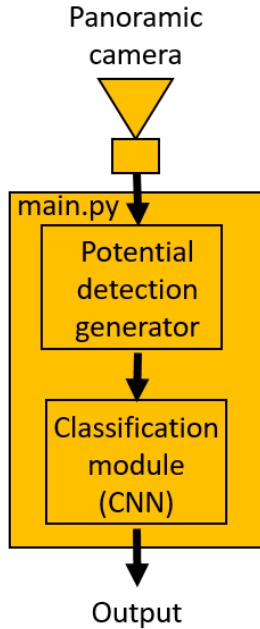 Panoramic
camera
main.py
Potential
detection
generator
Classification
module
(CNN)
Output